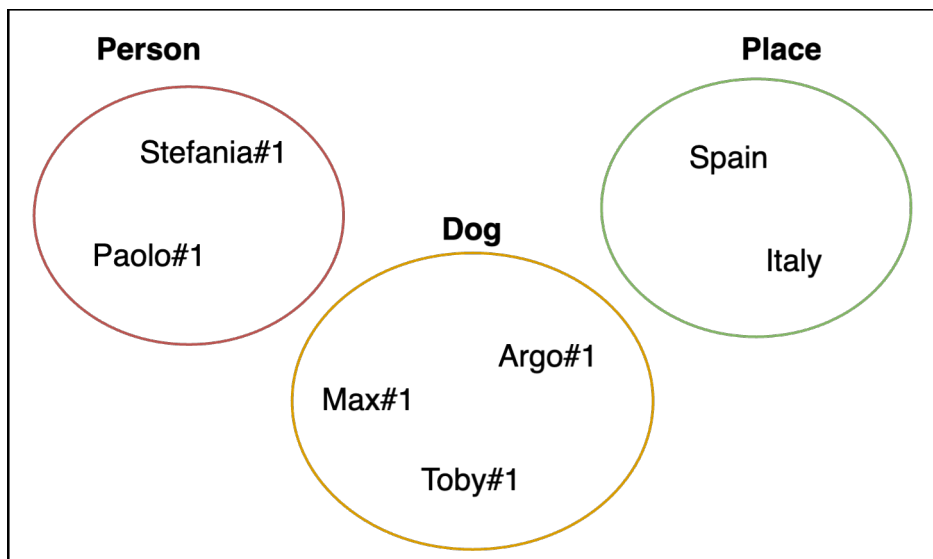 Person
Stefania#1
Paolo#1
Dog
Max#1
Argo#1
Toby#1
Place
Spain
Italy